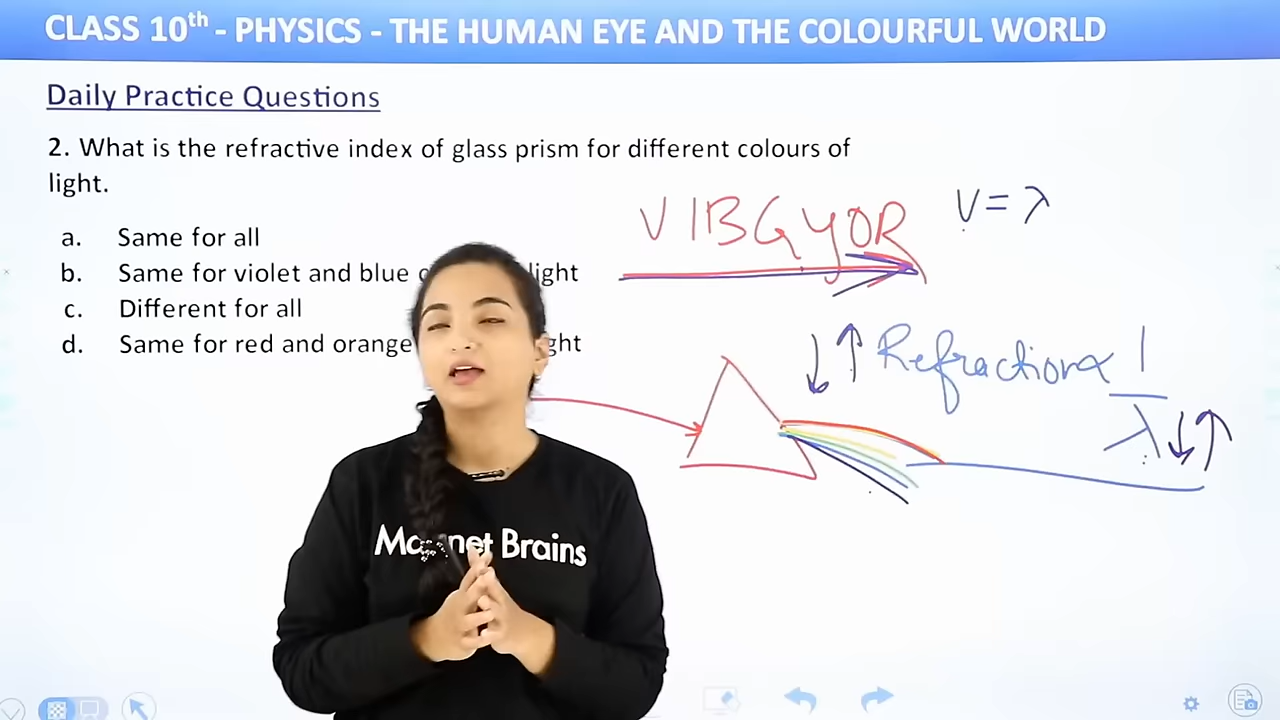 CLASS 10th - PHYSICS - THE HUMAN EYE AND THE COLOURFUL WORLD
Daily Practice Questions
2. What is the refractive index of glass prism for different colours of
light.
a. Same for all
b. Same for violet and blue light
c. Different for all
d. Same for red and orange
VIBGYOR
V = λ
↓↑ Refraction ∝ 1
λ ↓↑
Magnet Brains